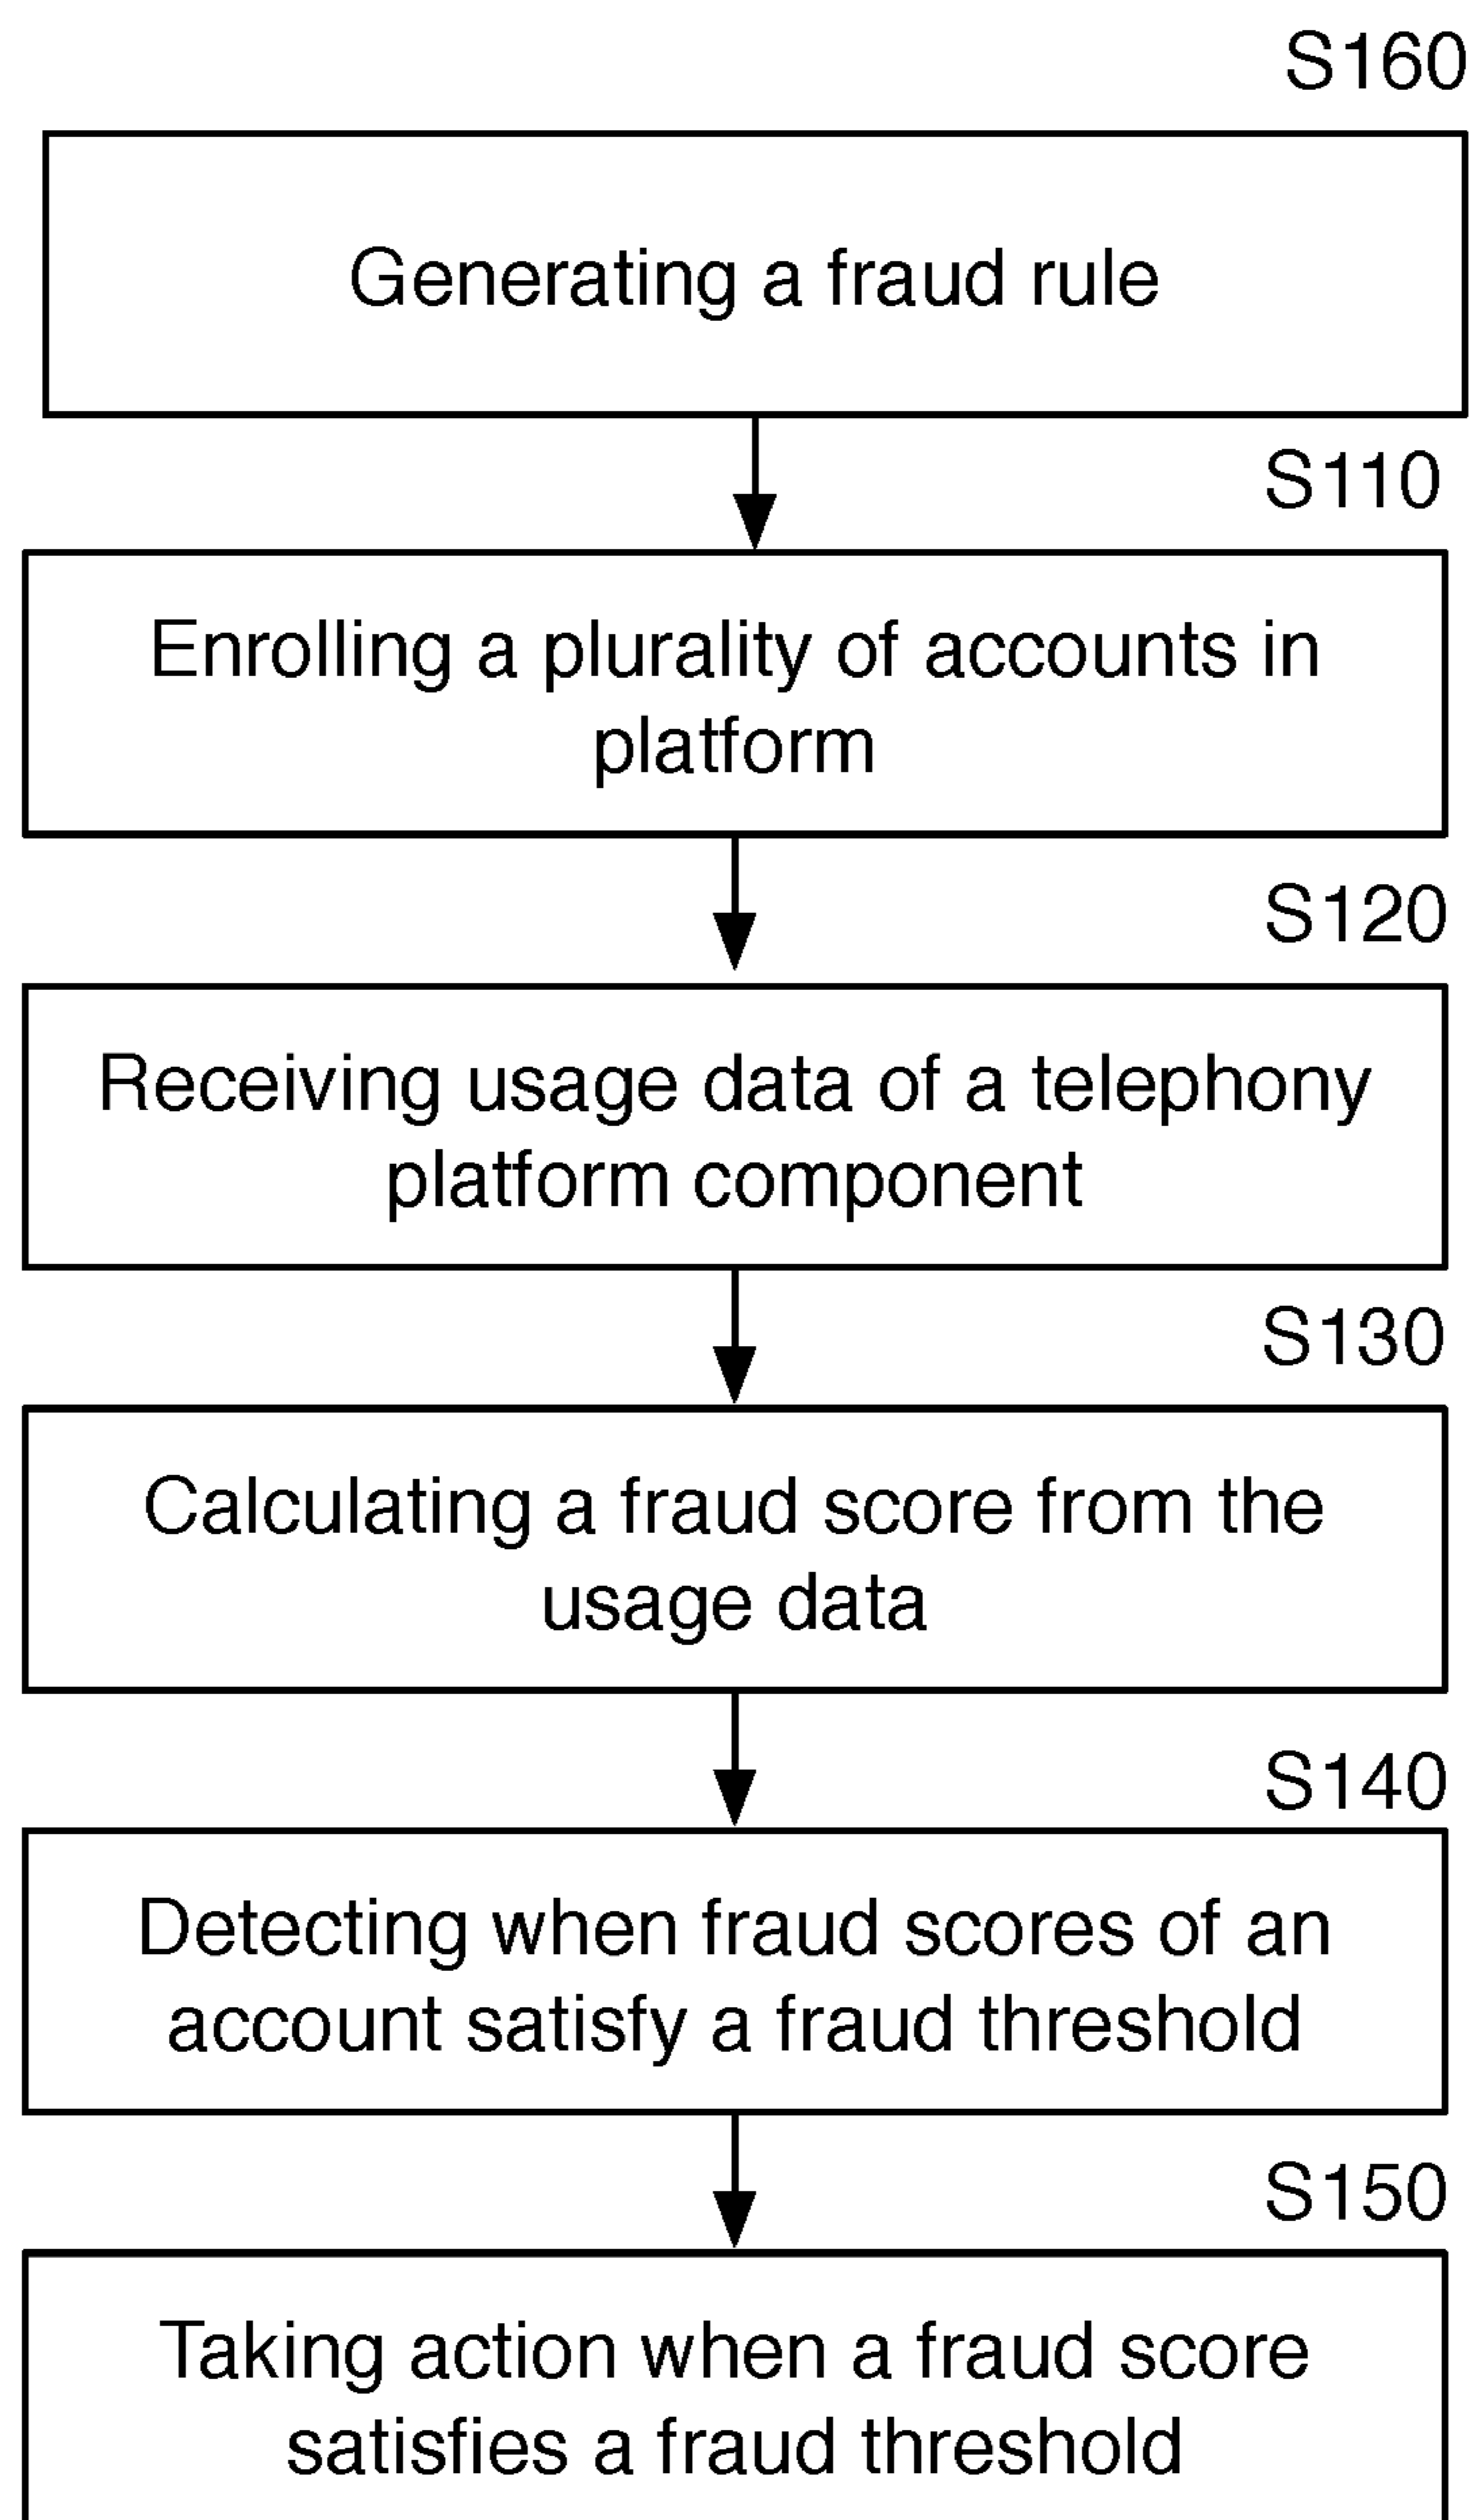 S160
Generating a fraud rule
S110
Enrolling a plurality of accounts in
platform
S120
Receiving usage data of a telephony
platform component
S130
Calculating a fraud score from the
usage data
S140
Detecting when fraud scores of an
account satisfy a fraud threshold
S150
Taking action when a fraud score
satisfies a fraud threshold